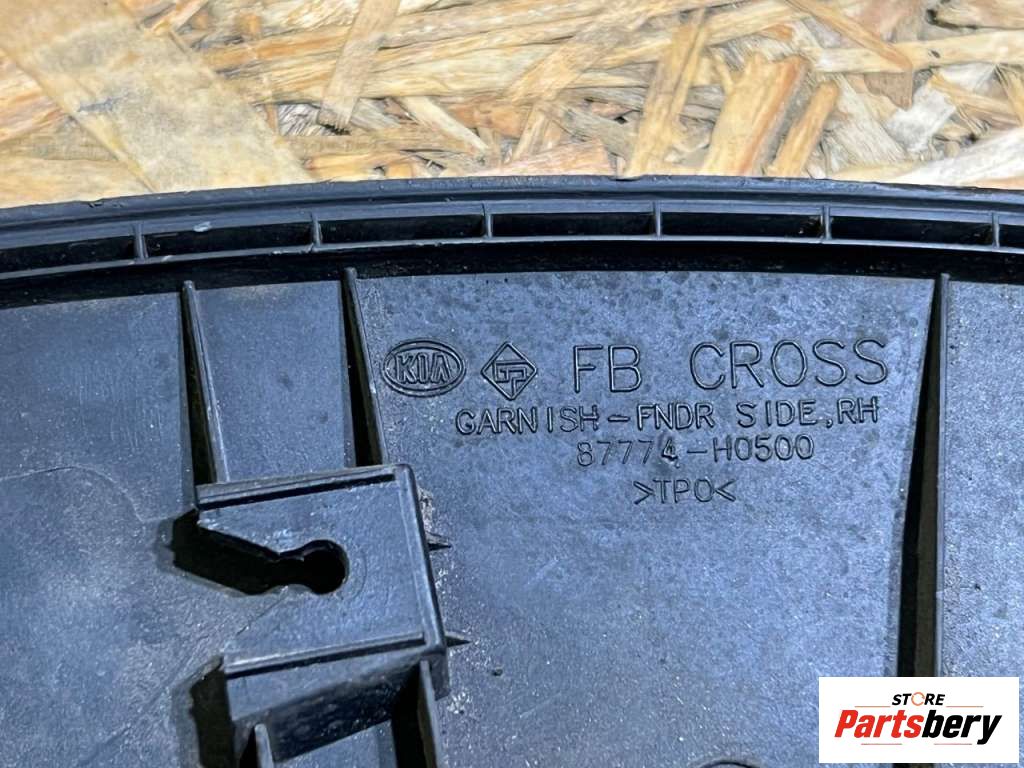 KIA FB CROSS
GARNISH-FNDR SIDE,RH
87774-H0500
>TPO<
STORE
Partsbery